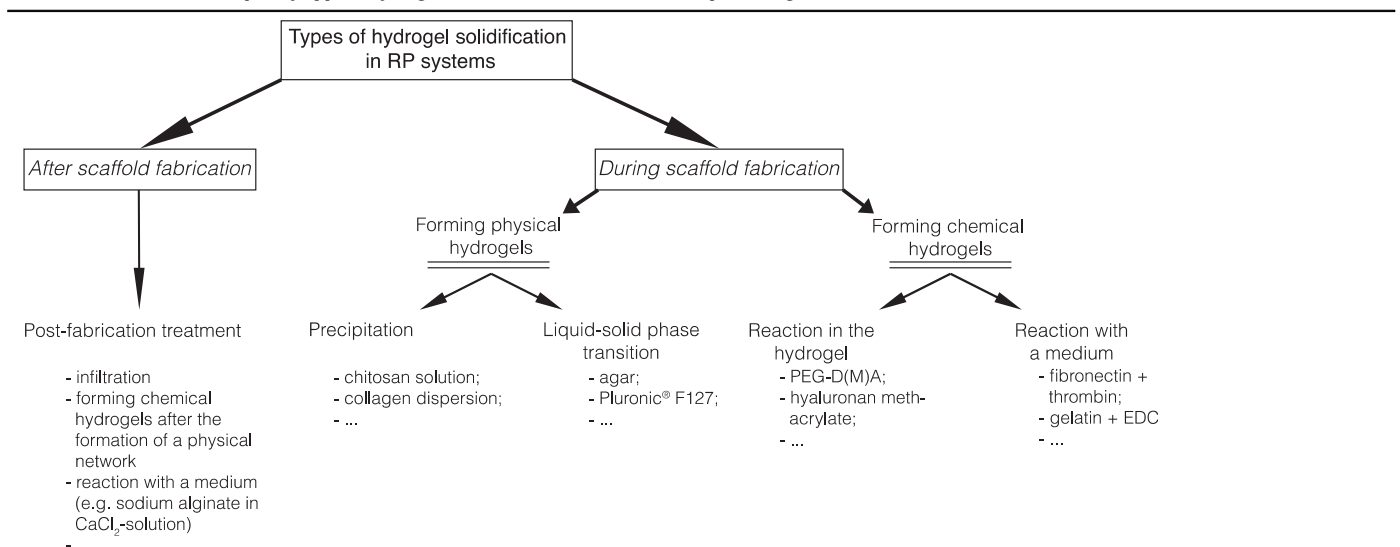 Types of hydrogel solidification
in RP systems
After scaffold fabrication
During scaffold fabrication
Forming physical
hydrogels
Forming chemical
hydrogels
Post-fabrication treatment
- infiltration
- forming chemical
hydrogels after the
formation of a physical
network
- reaction with a medium
(e.g. sodium alginate in
CaCl₂-solution)
-
Precipitation
- chitosan solution;
- collagen dispersion;
- ...
Liquid-solid phase
transition
- agar;
- Pluronic® F127;
- ...
Reaction in the
hydrogel
- PEG-D(M)A;
- hyaluronan meth-
acrylate;
- ...
Reaction with
a medium
- fibronectin +
thrombin;
- gelatin + EDC
- ...